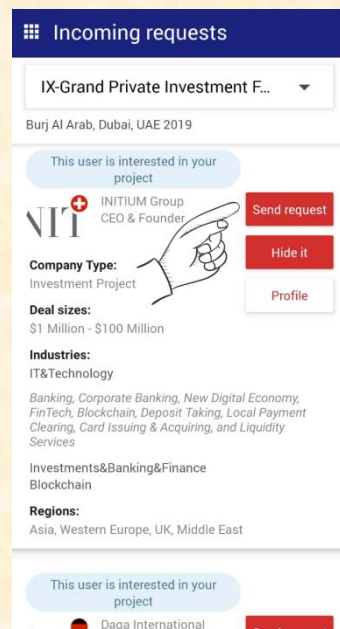 Incoming requests
IX-Grand Private Investment F...
Burj Al Arab, Dubai, UAE 2019
This user is interested in your
project
INITIUM Group
CEO & Founder
NIT
Send request
Hide it
Profile
Company Type:
Investment Project
Deal sizes:
$1 Million - $100 Million
Industries:
IT&Technology
Banking, Corporate Banking, New Digital Economy,
FinTech, Blockchain, Deposit Taking, Local Payment
Clearing, Card Issuing & Acquiring, and Liquidity
Services
Investments&Banking&Finance
Blockchain
Regions:
Asia, Western Europe, UK, Middle East
This user is interested in your
project
Daga International